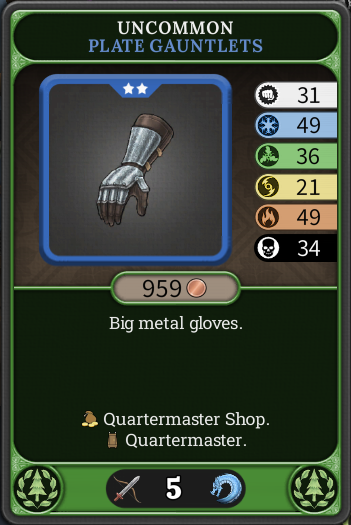 UNCOMMON
PLATE GAUNTLETS
31
49
36
21
49
34
959
Big metal gloves.
Quartermaster Shop.
Quartermaster.
5